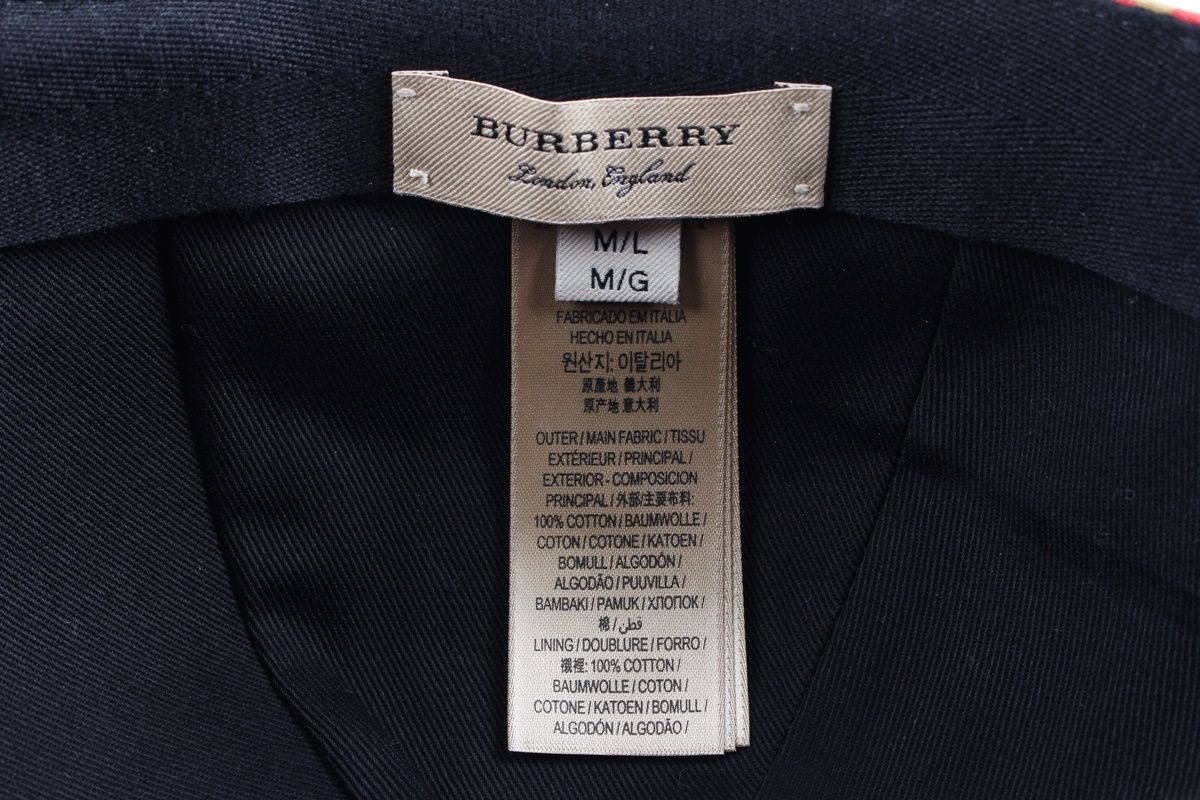 BURBERRY
London, England
M/L
M/G
FABRICADO EM ITÁLIA
HECHO EN ITALIA
원산지: 이탈리아
原產地 義大利
原产地 意大利
OUTER / MAIN FABRIC / TISSU
EXTÉRIEUR / PRINCIPAL /
EXTERIOR - COMPOSICION
PRINCIPAL / 外部/主要布料:
100% COTTON / BAUMWOLLE /
COTON / COTONE / KATOEN /
BOMULL / ALGODÓN /
ALGODÃO / PUUVILLA /
BAMBAKI / PAMUK / ХЛОПОК /
棉 / قطن
LINING / DOUBLURE / FORRO /
襯裡: 100% COTTON /
BAUMWOLLE / COTON /
COTONE / KATOEN / BOMULL /
ALGODÓN / ALGODÃO /